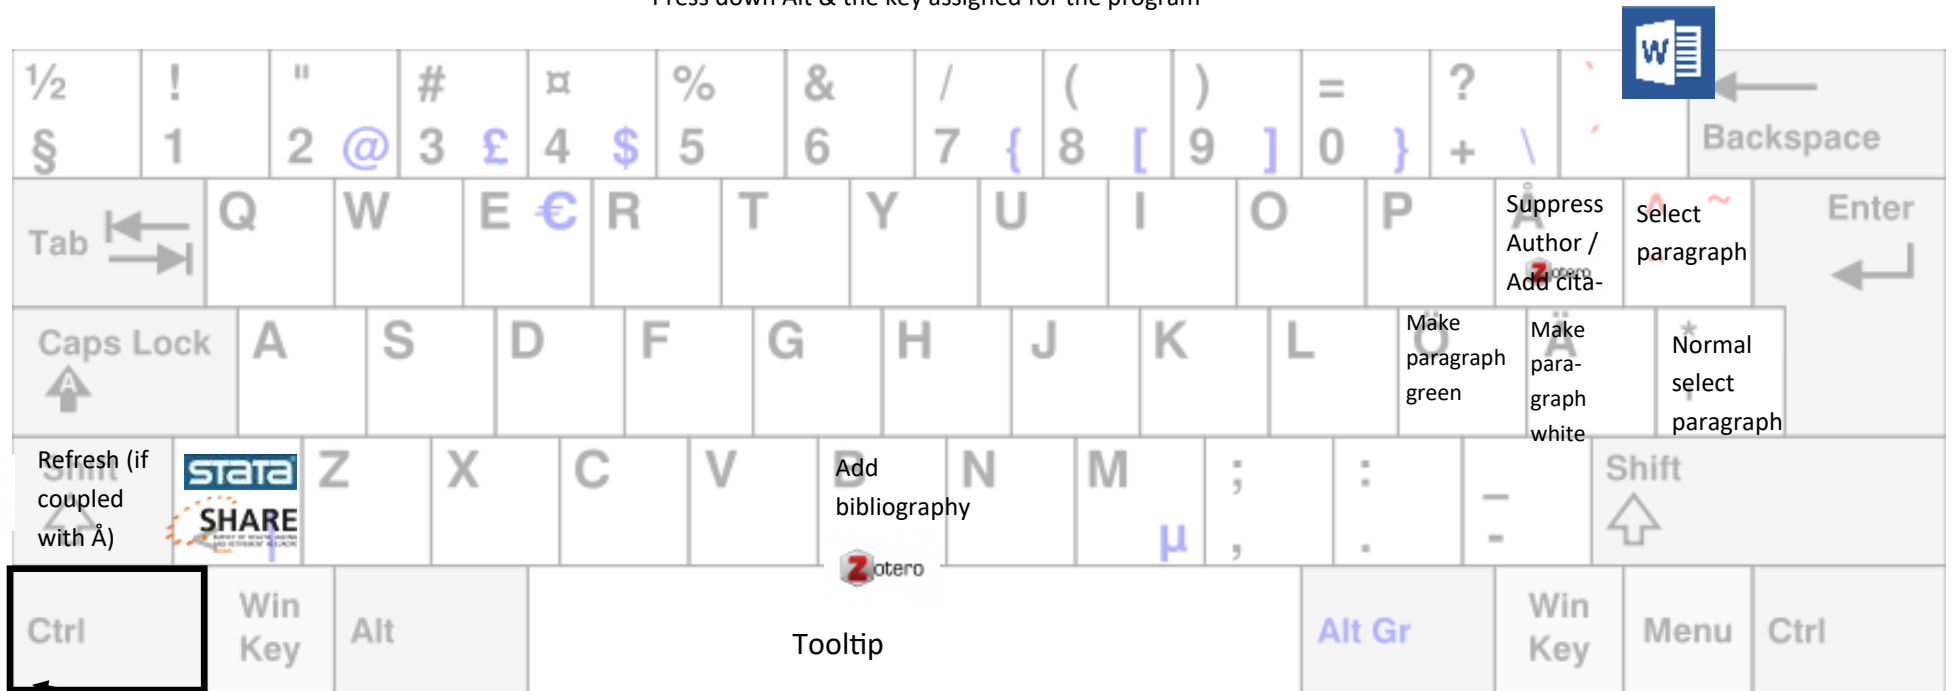 Press down Alt & the key assigned for the program
½ ! " # ¤ % & / ( ) = ? ` W
§ 1 2 @ 3 £ 4 $ 5 6 7 { 8 [ 9 ] 0 } + \ ´ Backspace
Tab Q W E € R T Y U I O P Å ^ ~ Enter
¨
Suppress
Author /
Add cita-
Zotero
Select
paragraph
Caps Lock A S D F G H J K L Ö Ä *
A
'
Make
paragraph
green
Make
para-
graph
white
Normal
select
paragraph
Shift Z X C V B N M ; : _ Shift
< | µ , . -
Refresh (if
coupled
with Å)
STATA
SHARE
Add
bibliography
Zotero
Ctrl Win Key Alt Alt Gr Win Key Menu Ctrl
Tooltip